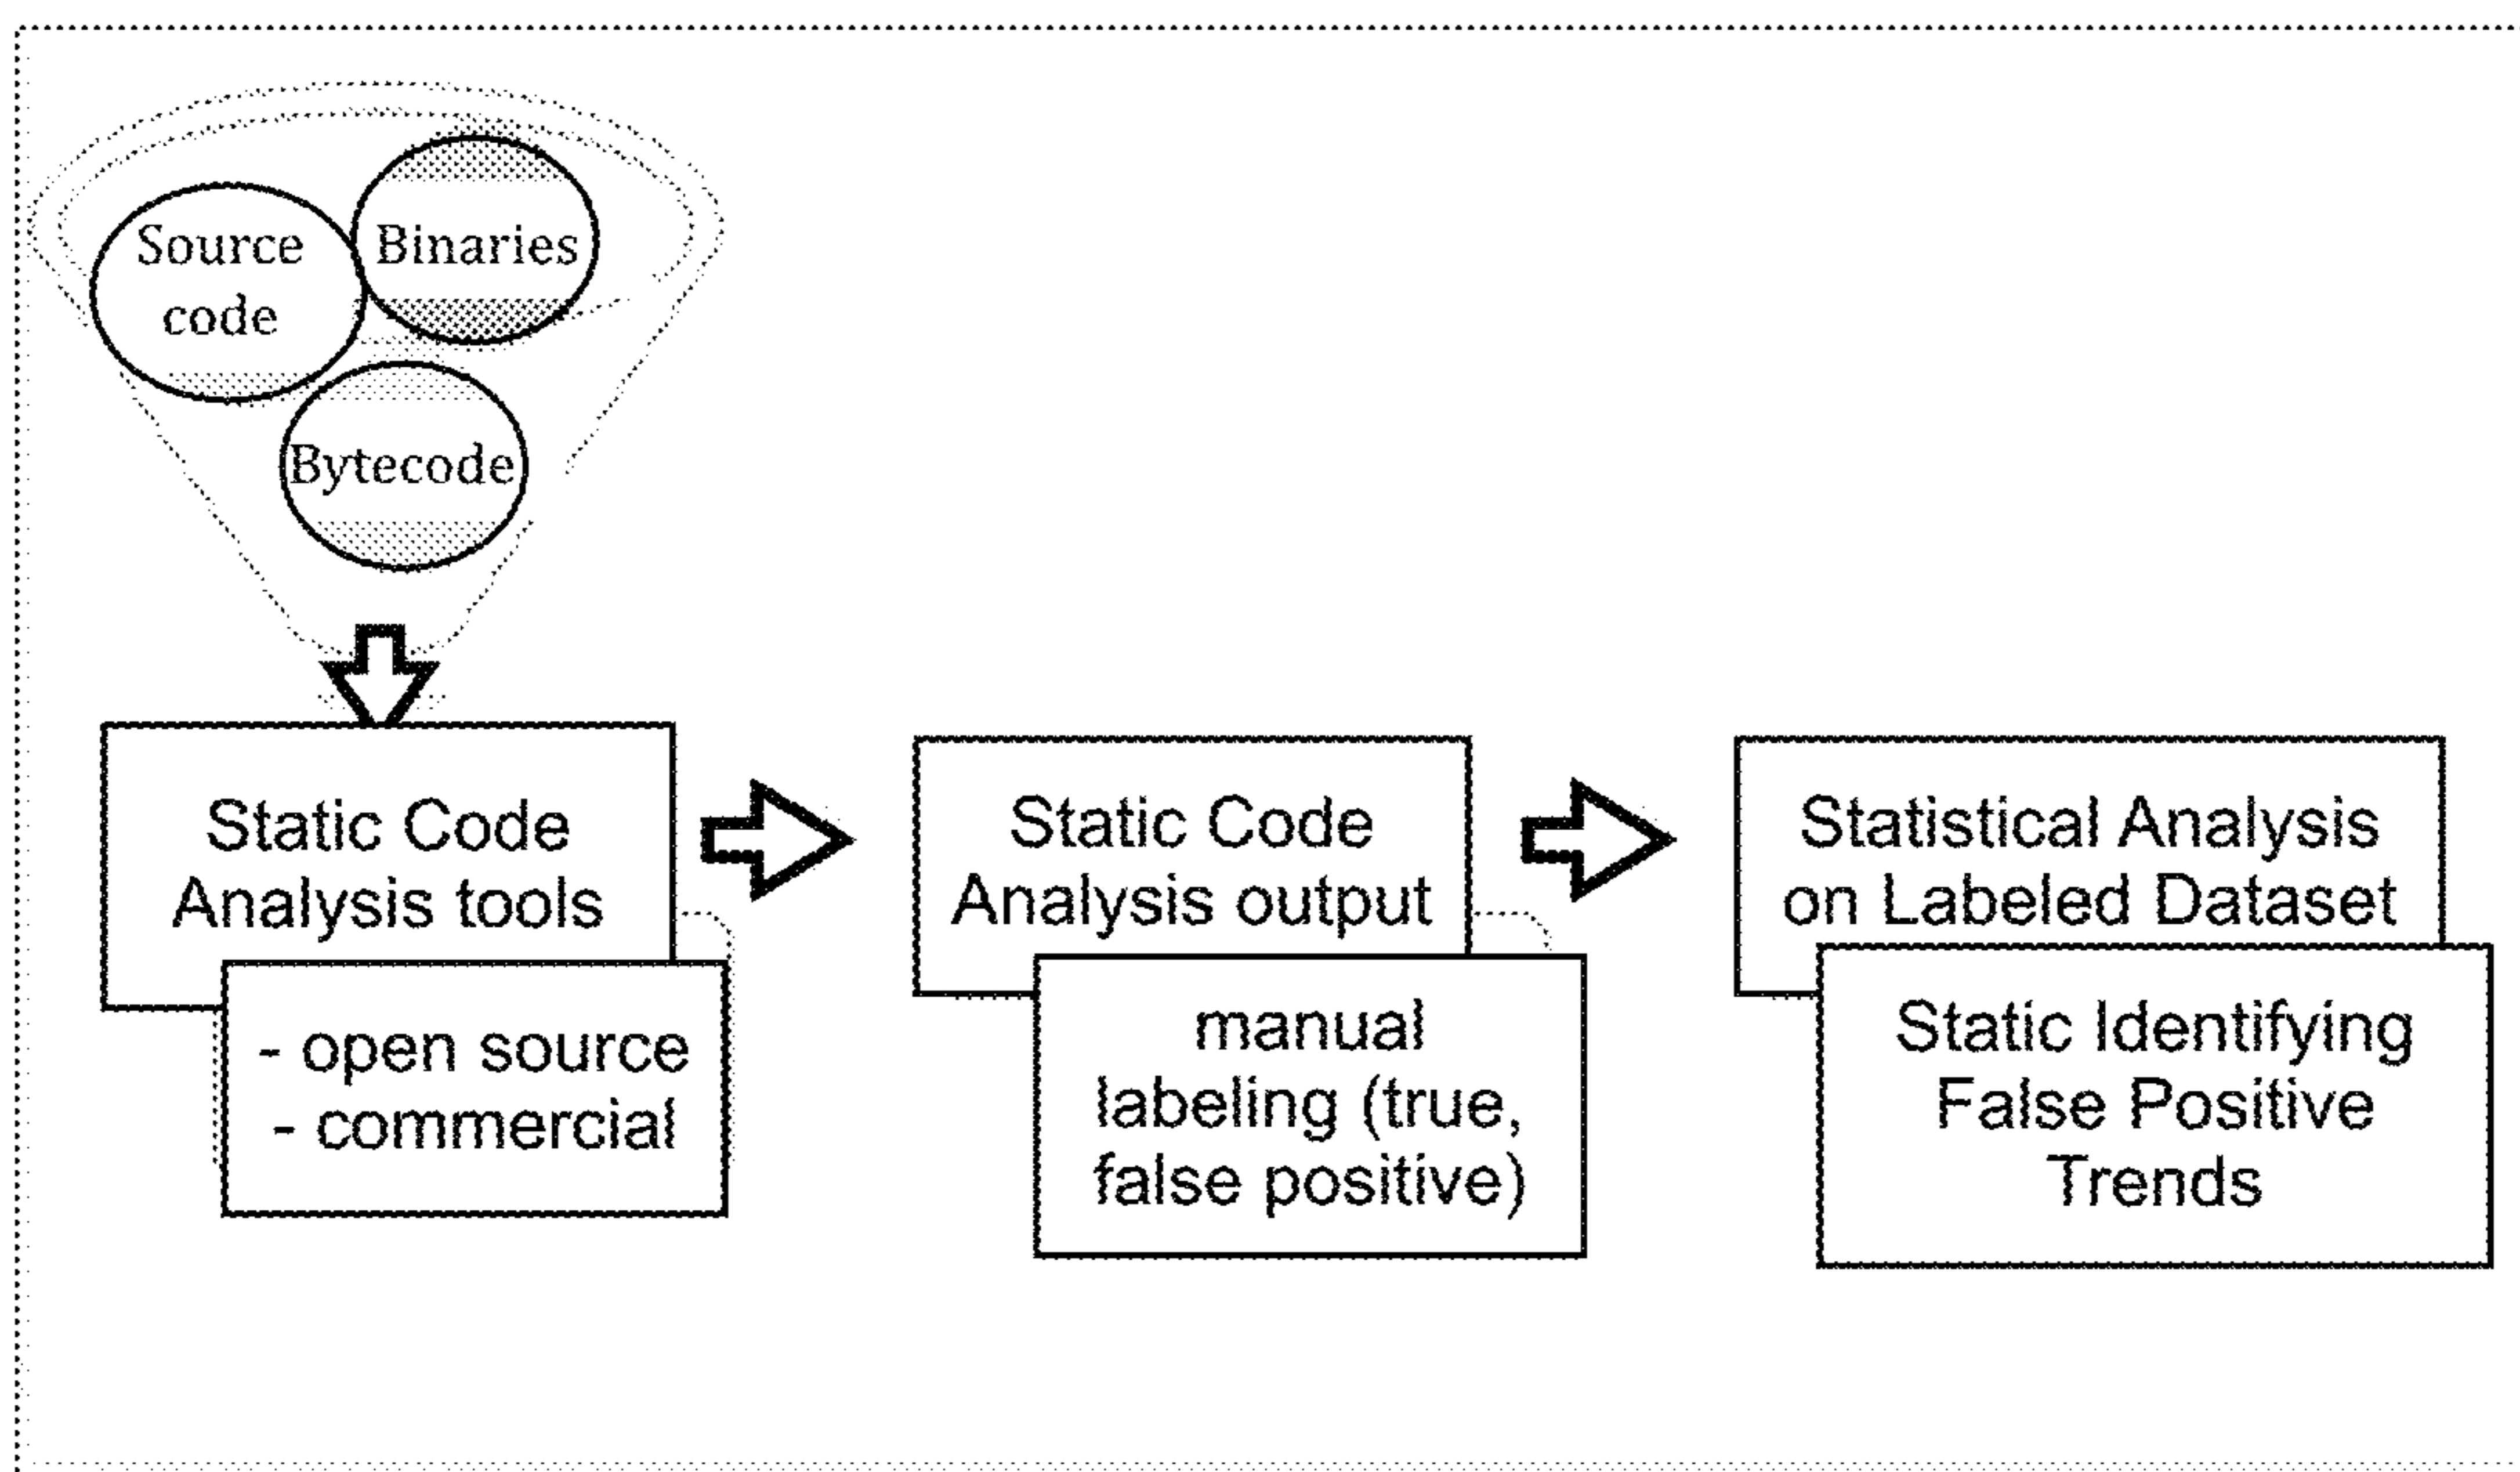 Source
code
Binaries
Bytecode
Static Code
Analysis tools
- open source
- commercial
Static Code
Analysis output
manual
labeling (true,
false positive)
Statistical Analysis
on Labeled Dataset
Static Identifying
False Positive
Trends